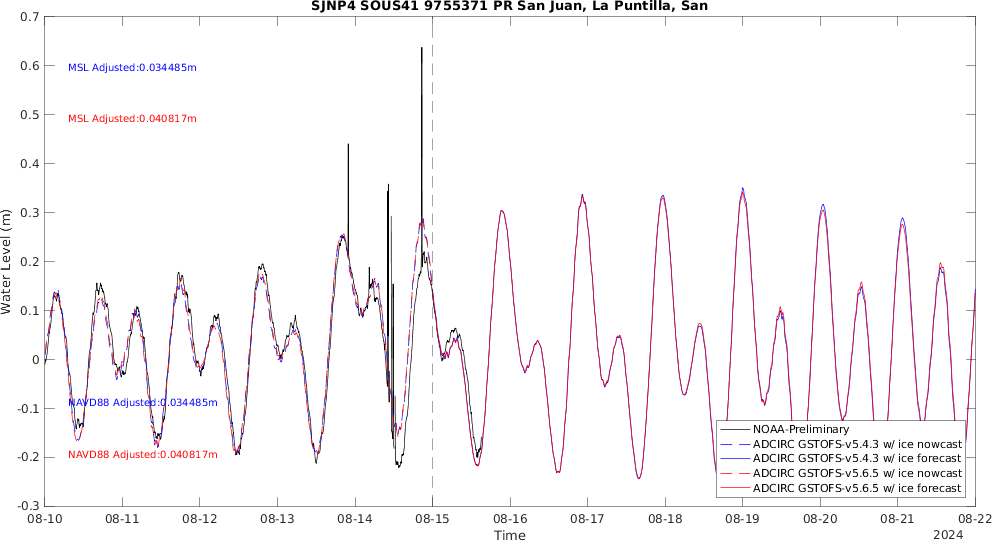 SJNP4 SOUS41 9755371 PR San Juan, La Puntilla, San
0.7
0.6
0.5
0.4
0.3
0.2
0.1
0
-0.1
-0.2
-0.3
Water Level (m)
MSL Adjusted:0.034485m
MSL Adjusted:0.040817m
NAVD88 Adjusted:0.034485m
NAVD88 Adjusted:0.040817m
NOAA-Preliminary
ADCIRC GSTOFS-v5.4.3 w/ ice nowcast
ADCIRC GSTOFS-v5.4.3 w/ ice forecast
ADCIRC GSTOFS-v5.6.5 w/ ice nowcast
ADCIRC GSTOFS-v5.6.5 w/ ice forecast
08-10 08-11 08-12 08-13 08-14 08-15 08-16 08-17 08-18 08-19 08-20 08-21 08-22
Time
2024